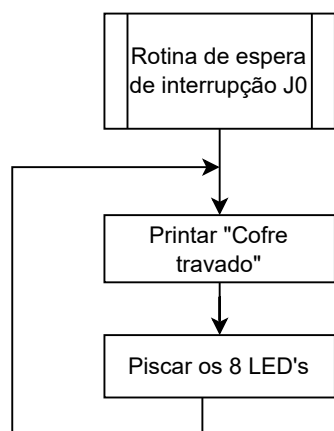 Rotina de espera
de interrupção J0
Printar "Cofre
travado"
Piscar os 8 LED's